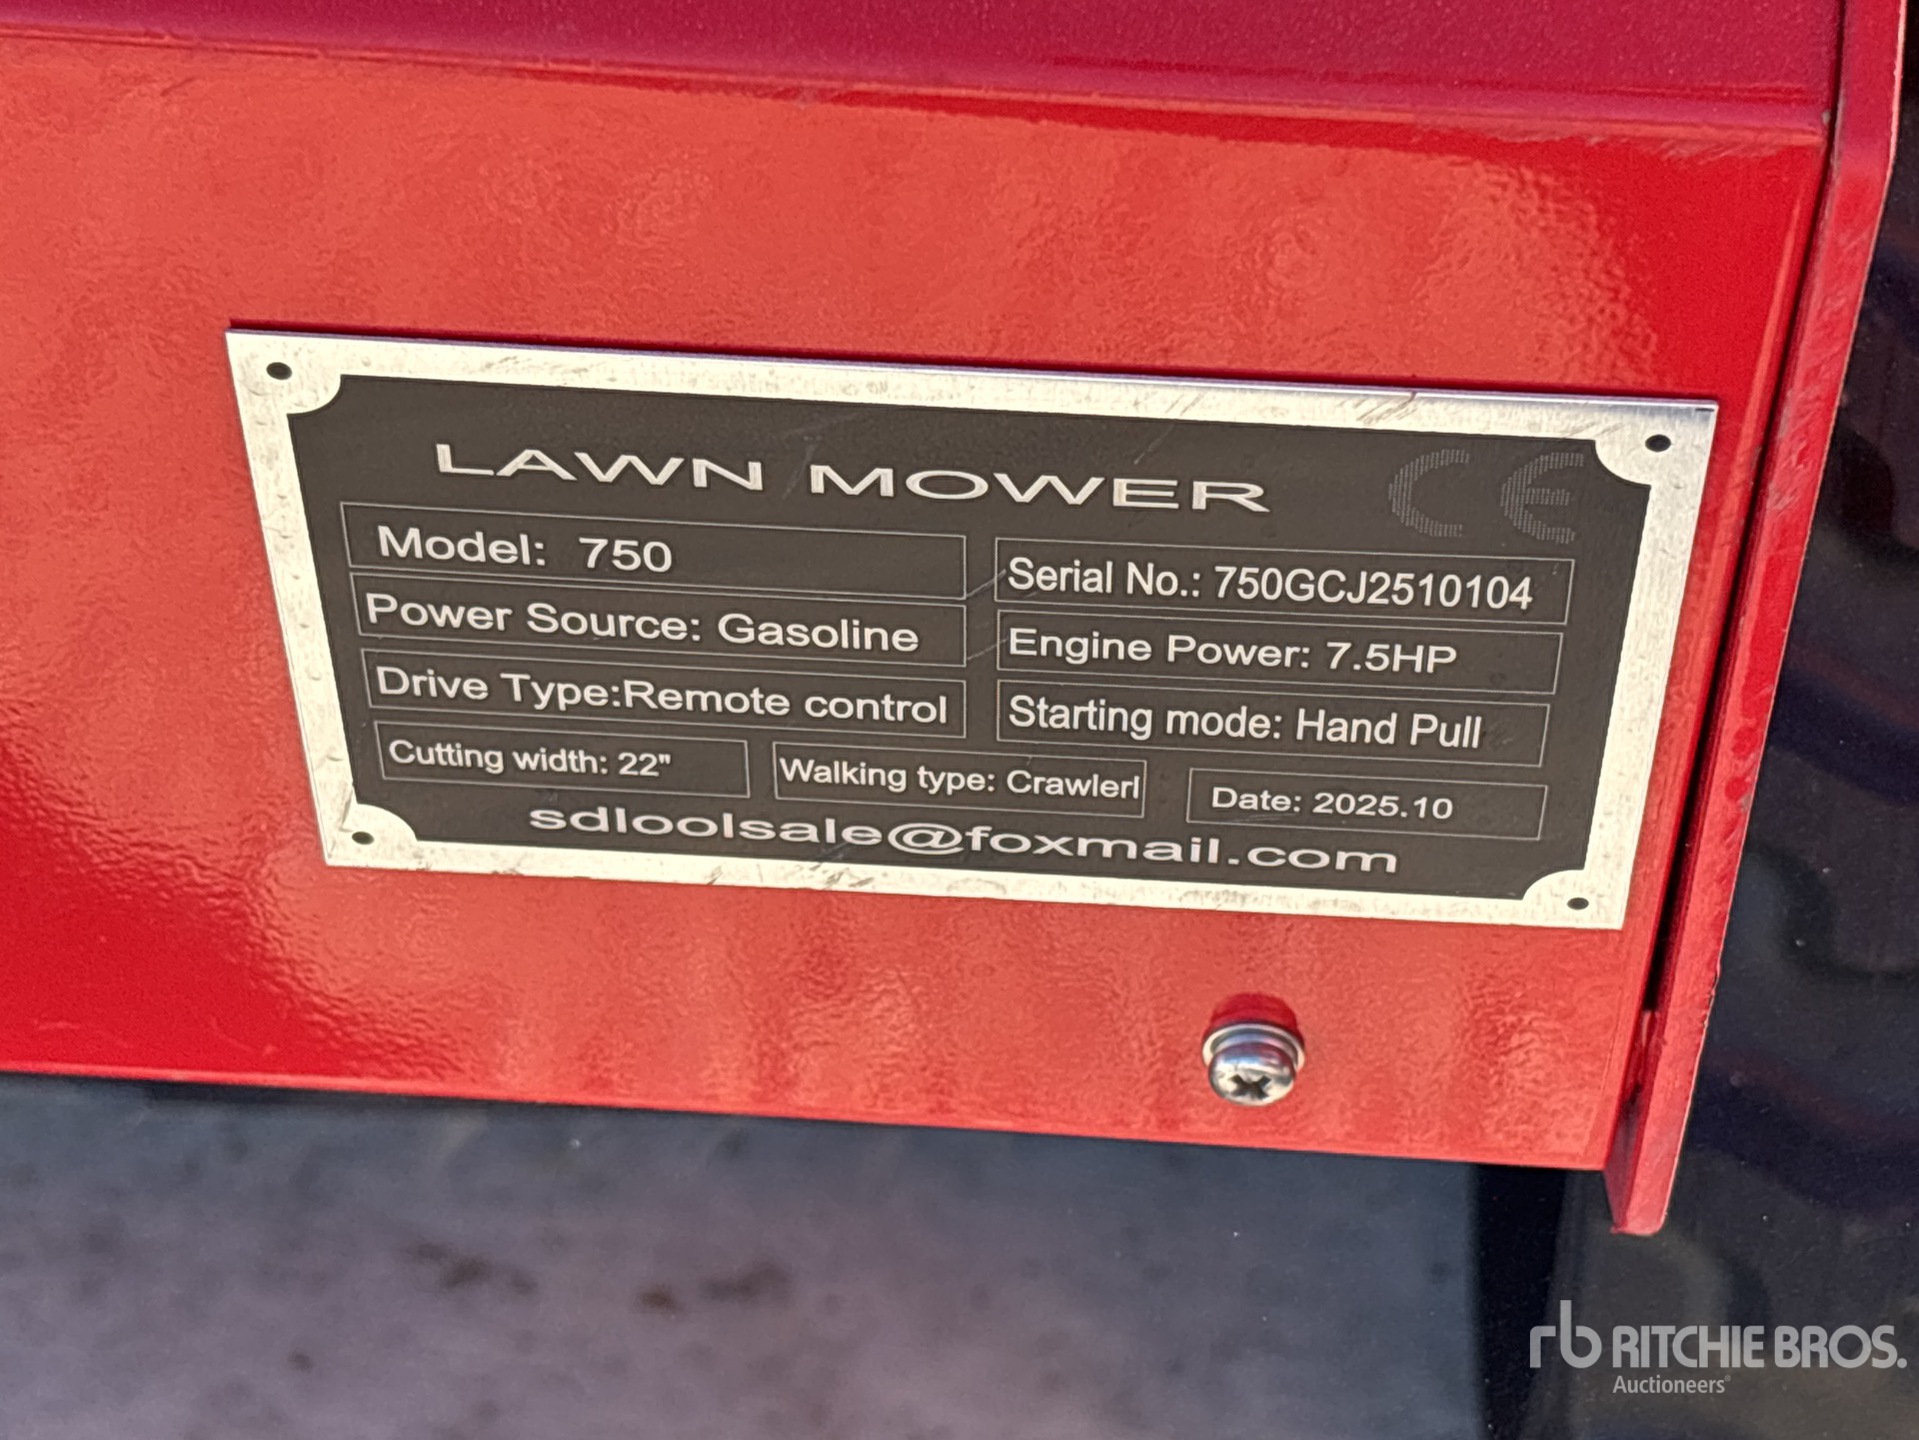 LAWN MOWER CE
Model: 750
Serial No.: 750GCJ2510104
Power Source: Gasoline
Engine Power: 7.5HP
Drive Type:Remote control
Starting mode: Hand Pull
Cutting width: 22"
Walking type: Crawlerl
Date: 2025.10
sdloolsale@foxmail.com
rb RITCHIE BROS.
Auctioneers®